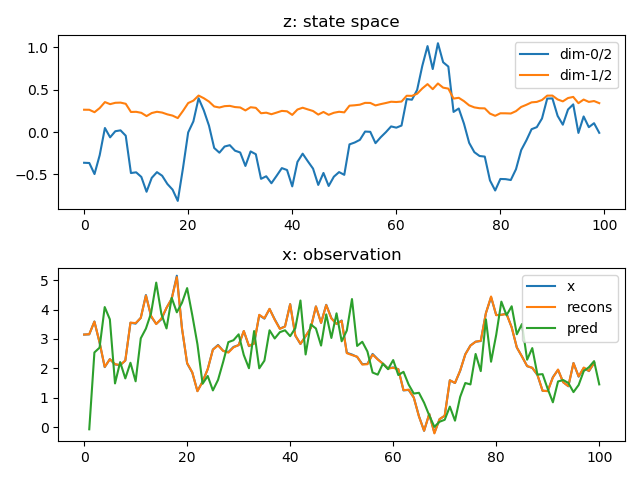 z: state space
1.0
0.5
0.0
−0.5
dim-0/2
dim-1/2
0 20 40 60 80 100
x: observation
5
4
3
2
1
0
x
recons
pred
0 20 40 60 80 100